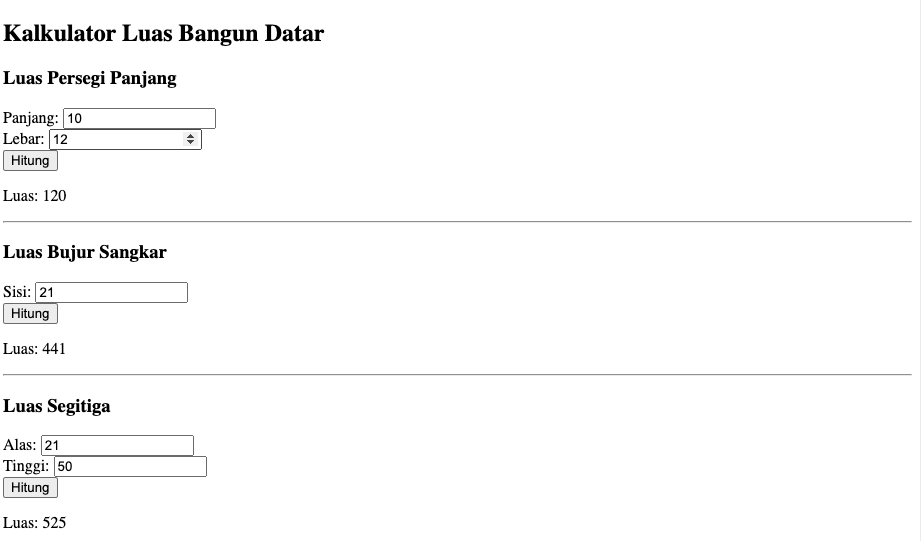 Kalkulator Luas Bangun Datar
Luas Persegi Panjang
Panjang: 10
Lebar: 12
Hitung
Luas: 120
Luas Bujur Sangkar
Sisi: 21
Hitung
Luas: 441
Luas Segitiga
Alas: 21
Tinggi: 50
Hitung
Luas: 525